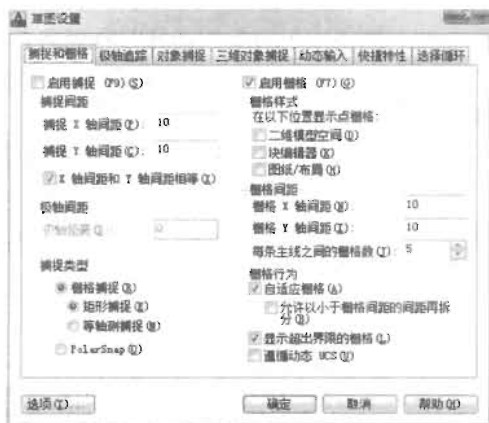 草图设置
捕捉和栅格 极轴追踪 对象捕捉 三维对象捕捉 动态输入 快捷特性 选择循环
启用捕捉 (F9)(S)
捕捉间距
捕捉 X 轴间距(P): 10
捕捉 Y 轴间距(C): 10
X 轴间距和 Y 轴间距相等(X)
极轴间距
极轴距离(D): 0
捕捉类型
栅格捕捉(R)
矩形捕捉(E)
等轴测捕捉(M)
PolarSnap(O)
启用栅格 (F7)(G)
栅格样式
在以下位置显示点栅格:
二维模型空间(D)
块编辑器(K)
图纸/布局(H)
栅格间距
栅格 X 轴间距(N): 10
栅格 Y 轴间距(I): 10
每条主线之间的栅格数(J): 5
栅格行为
自适应栅格(A)
允许以小于栅格间距的间距再拆
分(B)
显示超出界限的栅格(L)
遵循动态 UCS(U)
选项(T)... 确定 取消 帮助(H)